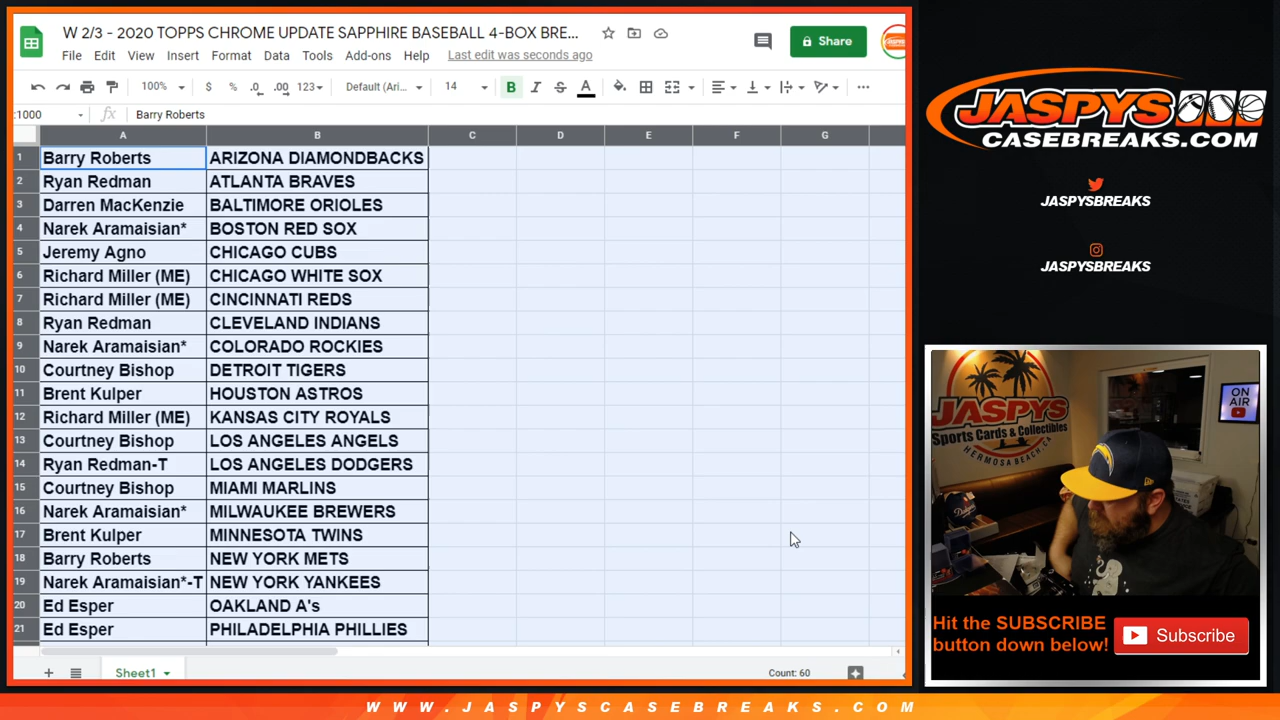 W 2/3 - 2020 TOPPS CHROME UPDATE SAPPHIRE BASEBALL 4-BOX BRE...
File Edit View Insert Format Data Tools Add-ons Help Last edit was seconds ago
Share
100% $ % .0 .00 123 Default (Ari... 14 B I S A
:1000 fx Barry Roberts
A B C D E F G
1 Barry Roberts ARIZONA DIAMONDBACKS
2 Ryan Redman ATLANTA BRAVES
3 Darren MacKenzie BALTIMORE ORIOLES
4 Narek Aramaisian* BOSTON RED SOX
5 Jeremy Agno CHICAGO CUBS
6 Richard Miller (ME) CHICAGO WHITE SOX
7 Richard Miller (ME) CINCINNATI REDS
8 Ryan Redman CLEVELAND INDIANS
9 Narek Aramaisian* COLORADO ROCKIES
10 Courtney Bishop DETROIT TIGERS
11 Brent Kulper HOUSTON ASTROS
12 Richard Miller (ME) KANSAS CITY ROYALS
13 Courtney Bishop LOS ANGELES ANGELS
14 Ryan Redman-T LOS ANGELES DODGERS
15 Courtney Bishop MIAMI MARLINS
16 Narek Aramaisian* MILWAUKEE BREWERS
17 Brent Kulper MINNESOTA TWINS
18 Barry Roberts NEW YORK METS
19 Narek Aramaisian*-T NEW YORK YANKEES
20 Ed Esper OAKLAND A's
21 Ed Esper PHILADELPHIA PHILLIES
Sheet1 Count: 60
JASPYS
CASEBREAKS.COM
JASPYSBREAKS
JASPYSBREAKS
JASPYS
Sports Cards & Collectibles
HERMOSA BEACH, CA
ON
AIR
Dodgers
Hit the SUBSCRIBE
button down below!
Subscribe
WWW.JASPYSCASEBREAKS.COM